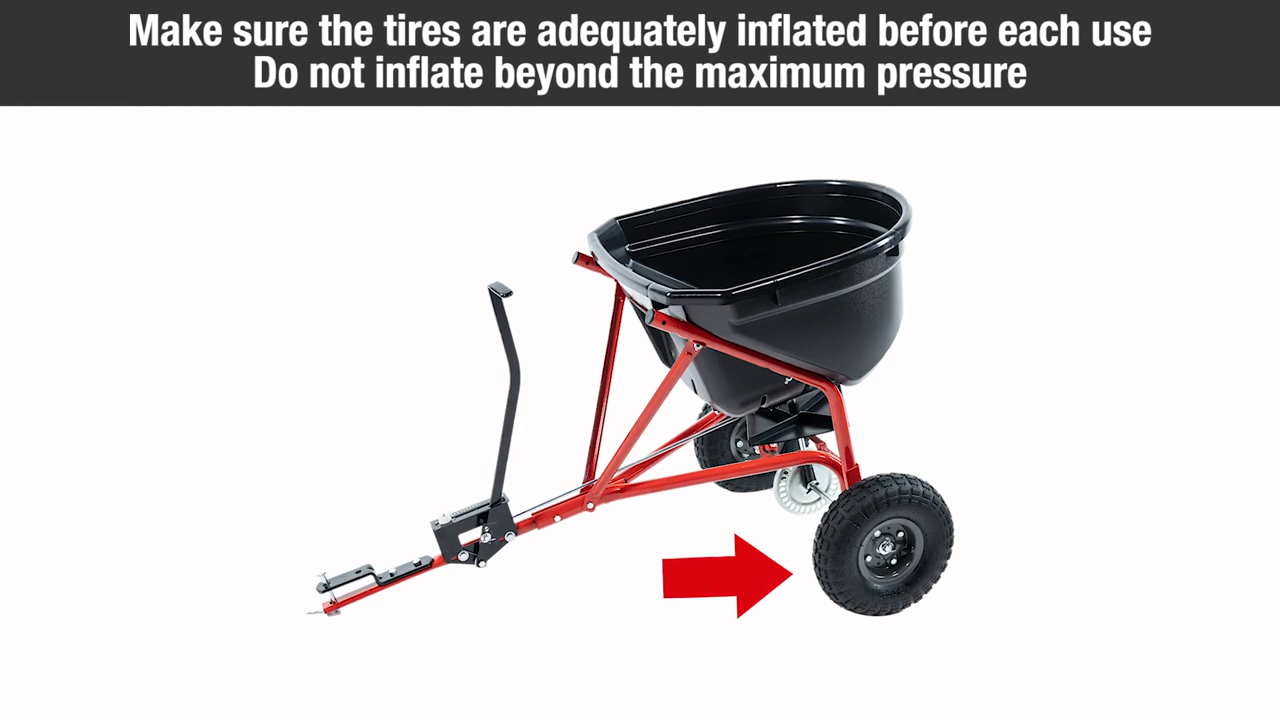 Make sure the tires are adequately inflated before each use
Do not inflate beyond the maximum pressure